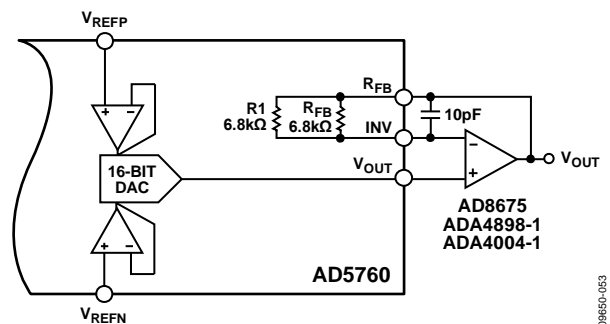 VREFP
R1
6.8kΩ
RFB
6.8kΩ
RFB
INV
VOUT
10pF
–
+
VOUT
AD8675
ADA4898-1
ADA4004-1
+ –
16-BIT
DAC
+ –
AD5760
VREFN
09650-053